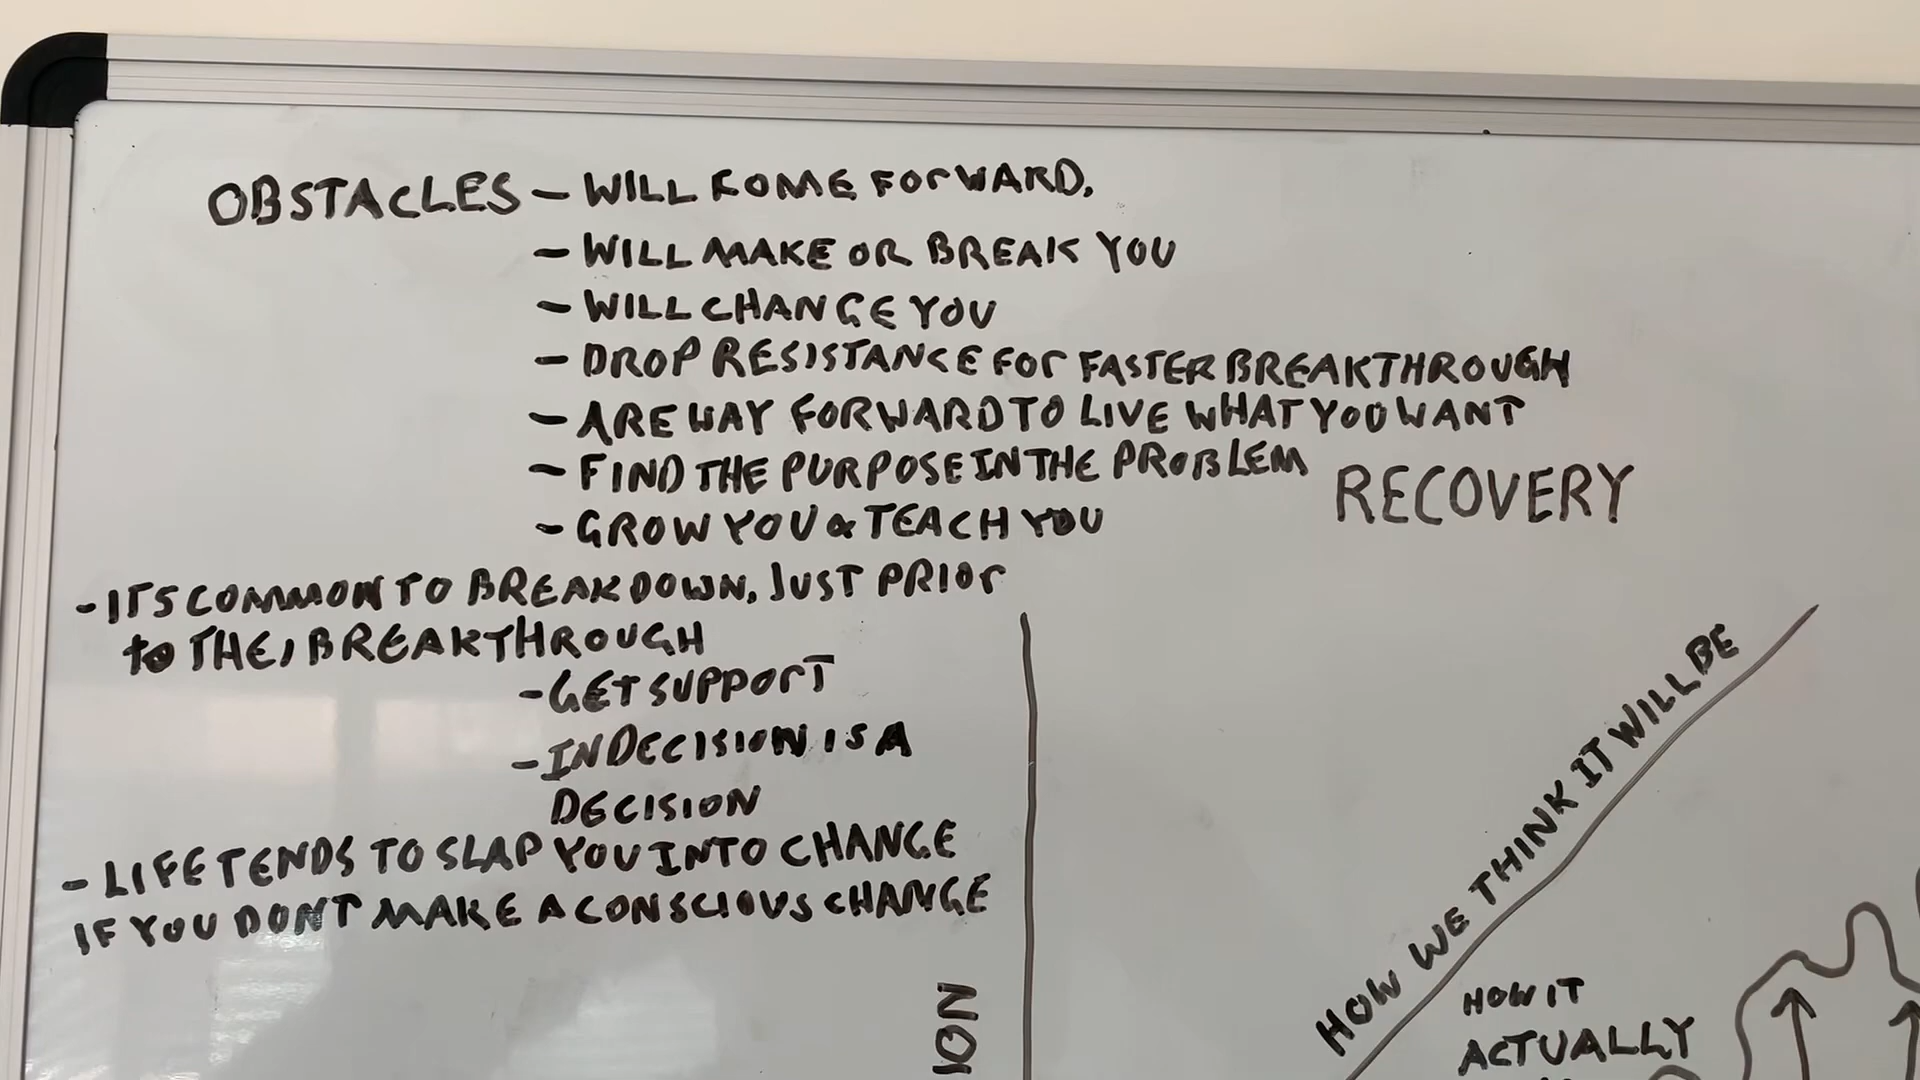 OBSTACLES - WILL COME FORWARD.
- WILL MAKE OR BREAK YOU
- WILL CHANGE YOU
- DROP RESISTANCE FOR FASTER BREAKTHROUGH
- ARE WAY FORWARD TO LIVE WHAT YOU WANT
- FIND THE PURPOSE IN THE PROBLEM
- GROW YOU & TEACH YOU
- ITS COMMON TO BREAKDOWN, JUST PRIOR
to THE, BREAKTHROUGH
- GET SUPPORT
- INDECISION IS A
DECISION
- LIFE TENDS TO SLAP YOU INTO CHANGE
IF YOU DONT MAKE A CONSCIOUS CHANGE
RECOVERY
HOW WE THINK IT WILL BE
HOW IT
ACTUALLY